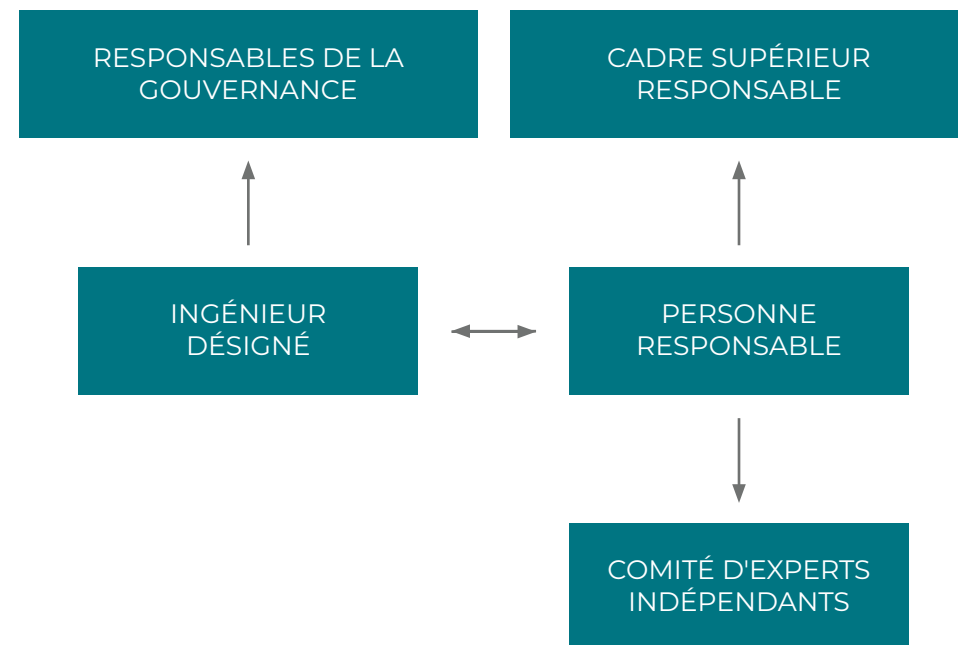 RESPONSABLES DE LA
GOUVERNANCE
CADRE SUPÉRIEUR
RESPONSABLE
INGÉNIEUR
DÉSIGNÉ
PERSONNE
RESPONSABLE
COMITÉ D'EXPERTS
INDÉPENDANTS